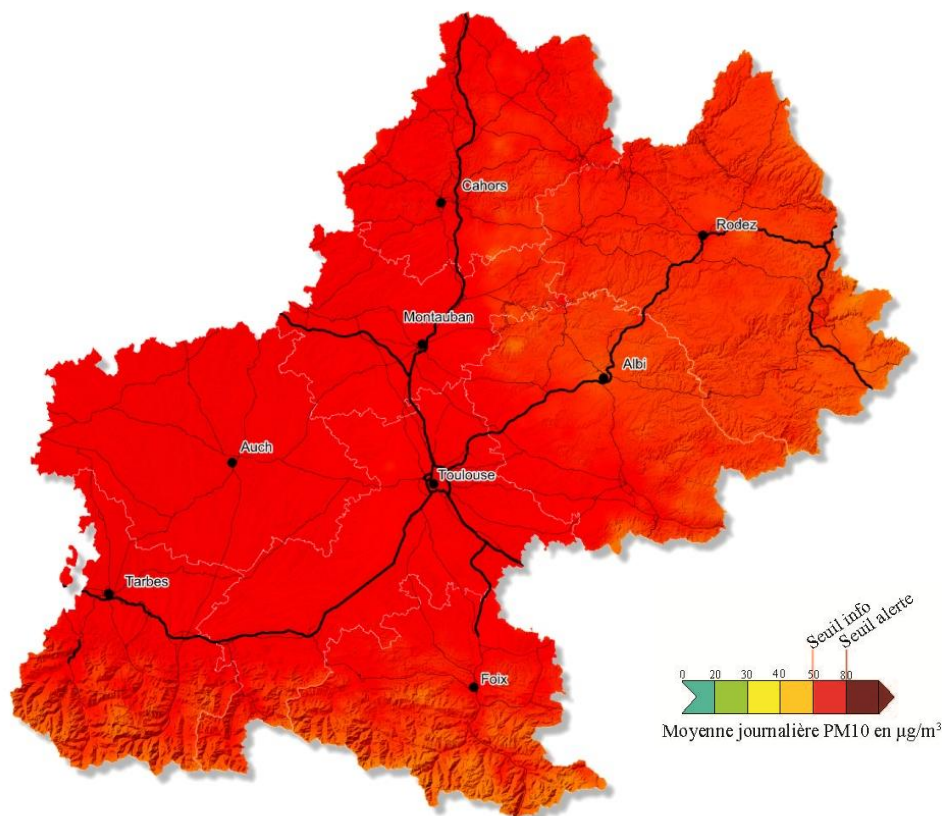 Cahors
Rodez
Montauban
Albi
Auch
Toulouse
Tarbes
Foix
Seuil info
Seuil alerte
0 20 30 40 50 80
Moyenne journalière PM10 en µg/m³